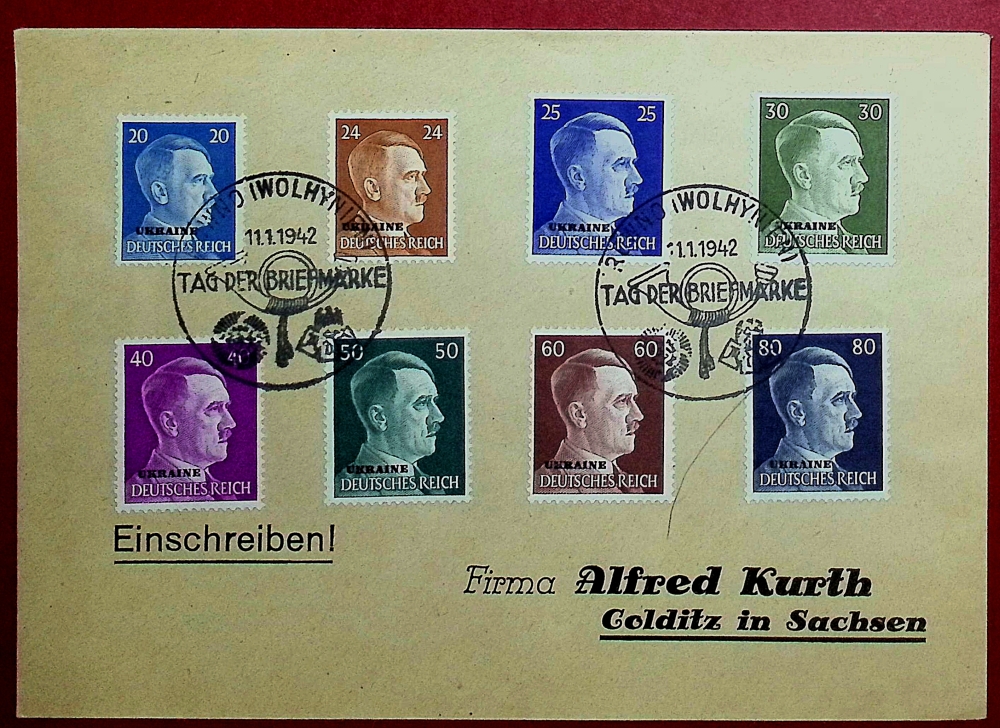 20 20
UKRAINE
DEUTSCHES REICH
24 24
UKRAINE
DEUTSCHES REICH
25 25
UKRAINE
DEUTSCHES REICH
30 30
UKRAINE
DEUTSCHES REICH
(WOLHYNIEN)
11.1.1942
TAG DER BRIEFMARKE
(WOLHYNIEN)
11.1.1942
TAG DER BRIEFMARKE
40 40
UKRAINE
DEUTSCHES REICH
50 50
UKRAINE
DEUTSCHES REICH
60 60
UKRAINE
DEUTSCHES REICH
80 80
UKRAINE
DEUTSCHES REICH
Einschreiben!
Firma Alfred Kurth
Colditz in Sachsen